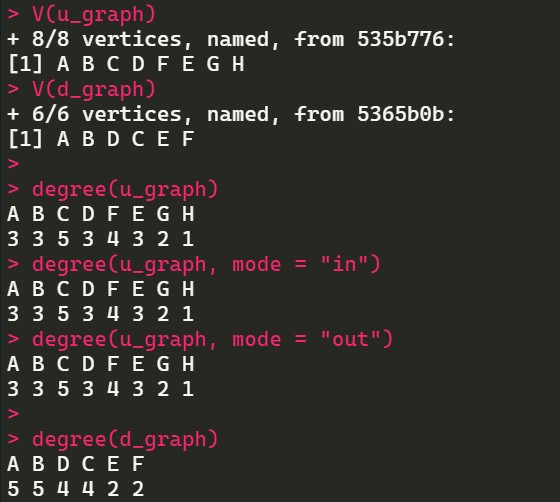 > V(u_graph)
+ 8/8 vertices, named, from 535b776:
[1] A B C D F E G H
> V(d_graph)
+ 6/6 vertices, named, from 5365b0b:
[1] A B D C E F
>
> degree(u_graph)
A B C D F E G H
3 3 5 3 4 3 2 1
> degree(u_graph, mode = "in")
A B C D F E G H
3 3 5 3 4 3 2 1
> degree(u_graph, mode = "out")
A B C D F E G H
3 3 5 3 4 3 2 1
>
> degree(d_graph)
A B D C E F
5 5 4 4 2 2